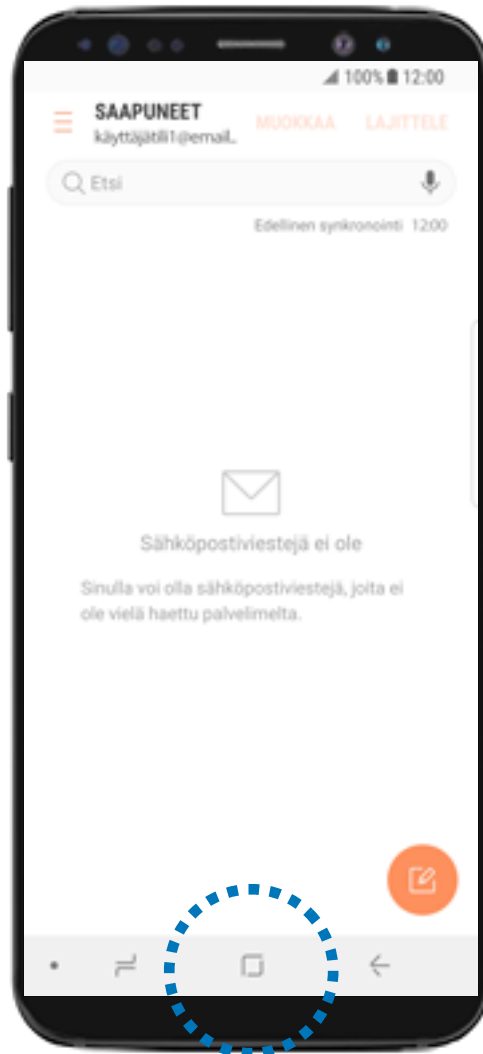 100% 12:00
SAAPUNEET
käyttäjätili1@email..
MUOKKAA LAJITTELE
Etsi
Edellinen synkronointi 12:00
Sähköpostiviestejä ei ole
Sinulla voi olla sähköpostiviestejä, joita ei
ole vielä haettu palvelimelta.